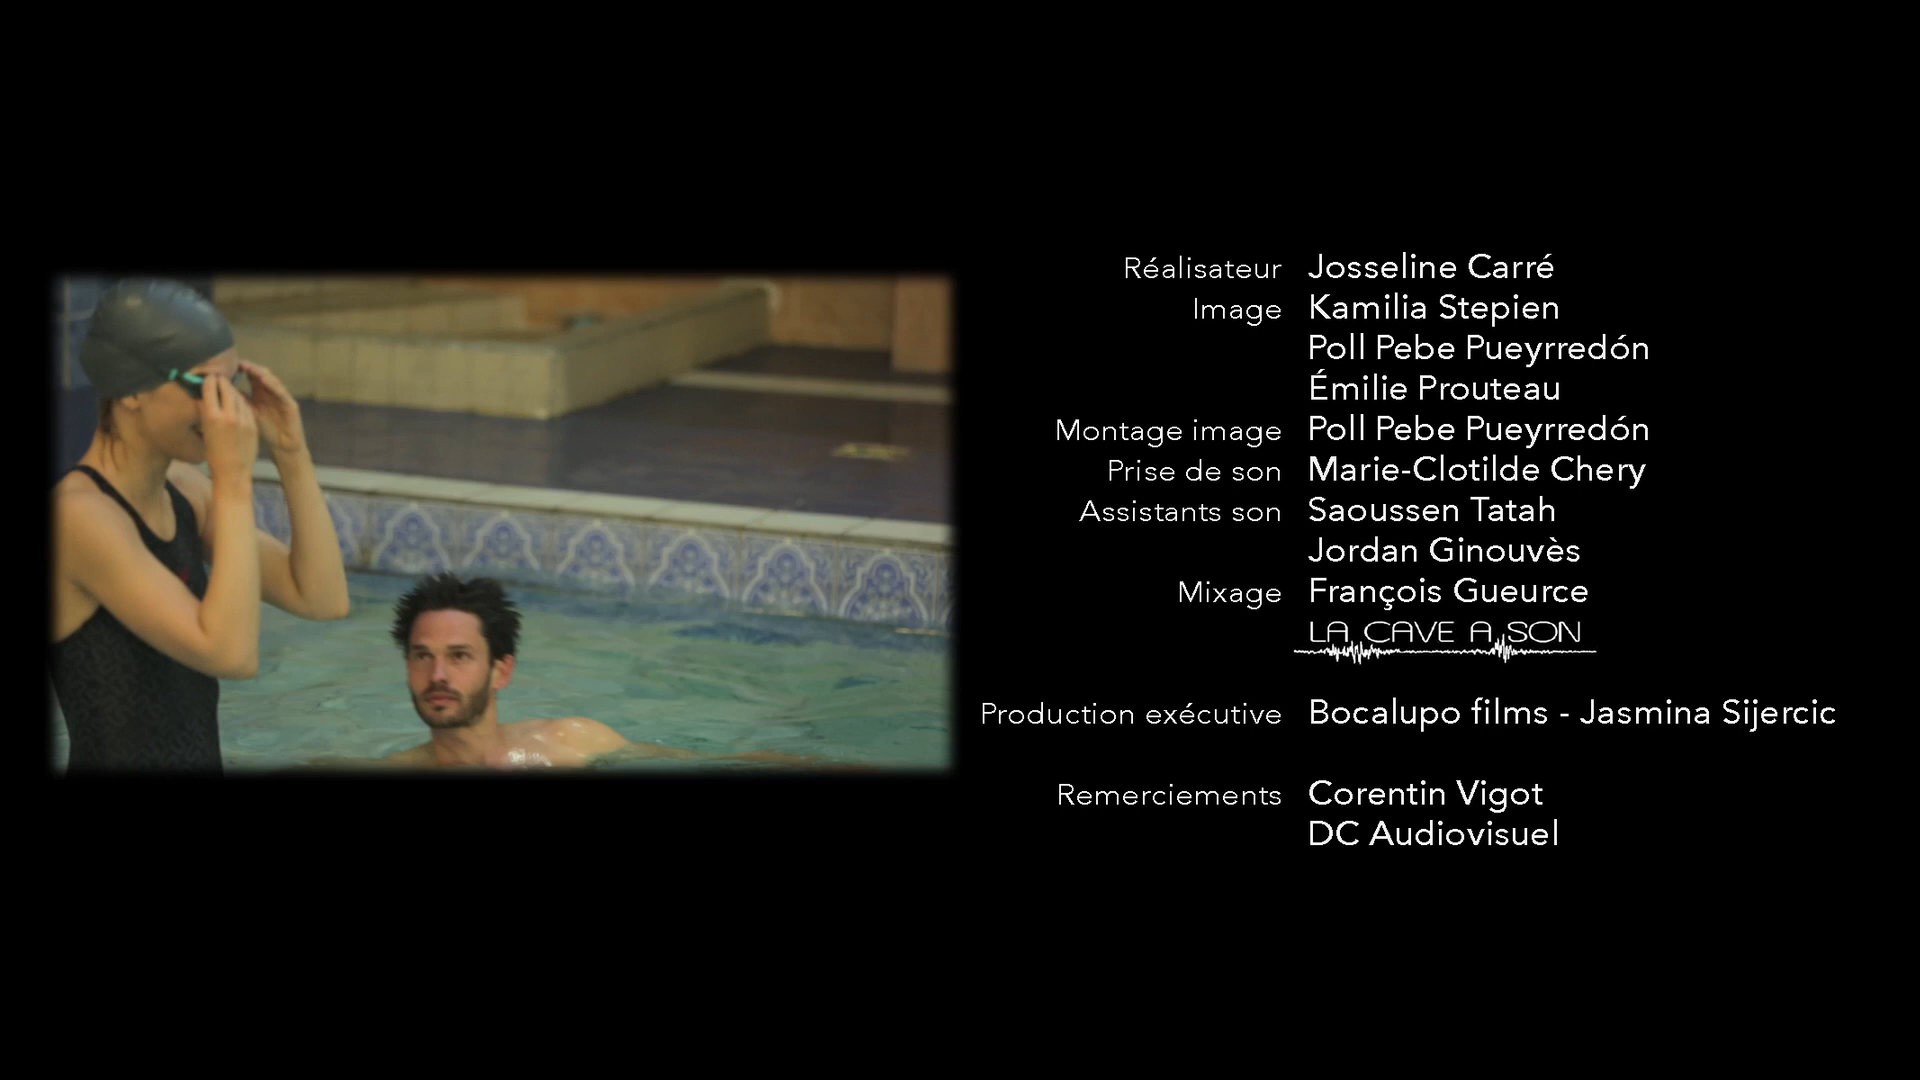 Réalisateur Josseline Carré
Image Kamilia Stepien
Poll Pebe Pueyrredón
Émilie Prouteau
Montage image Poll Pebe Pueyrredón
Prise de son Marie-Clotilde Chery
Assistants son Saoussen Tatah
Jordan Ginouvès
Mixage François Gueurce
LA CAVE A SON
Production exécutive Bocalupo films - Jasmina Sijercic
Remerciements Corentin Vigot
DC Audiovisuel